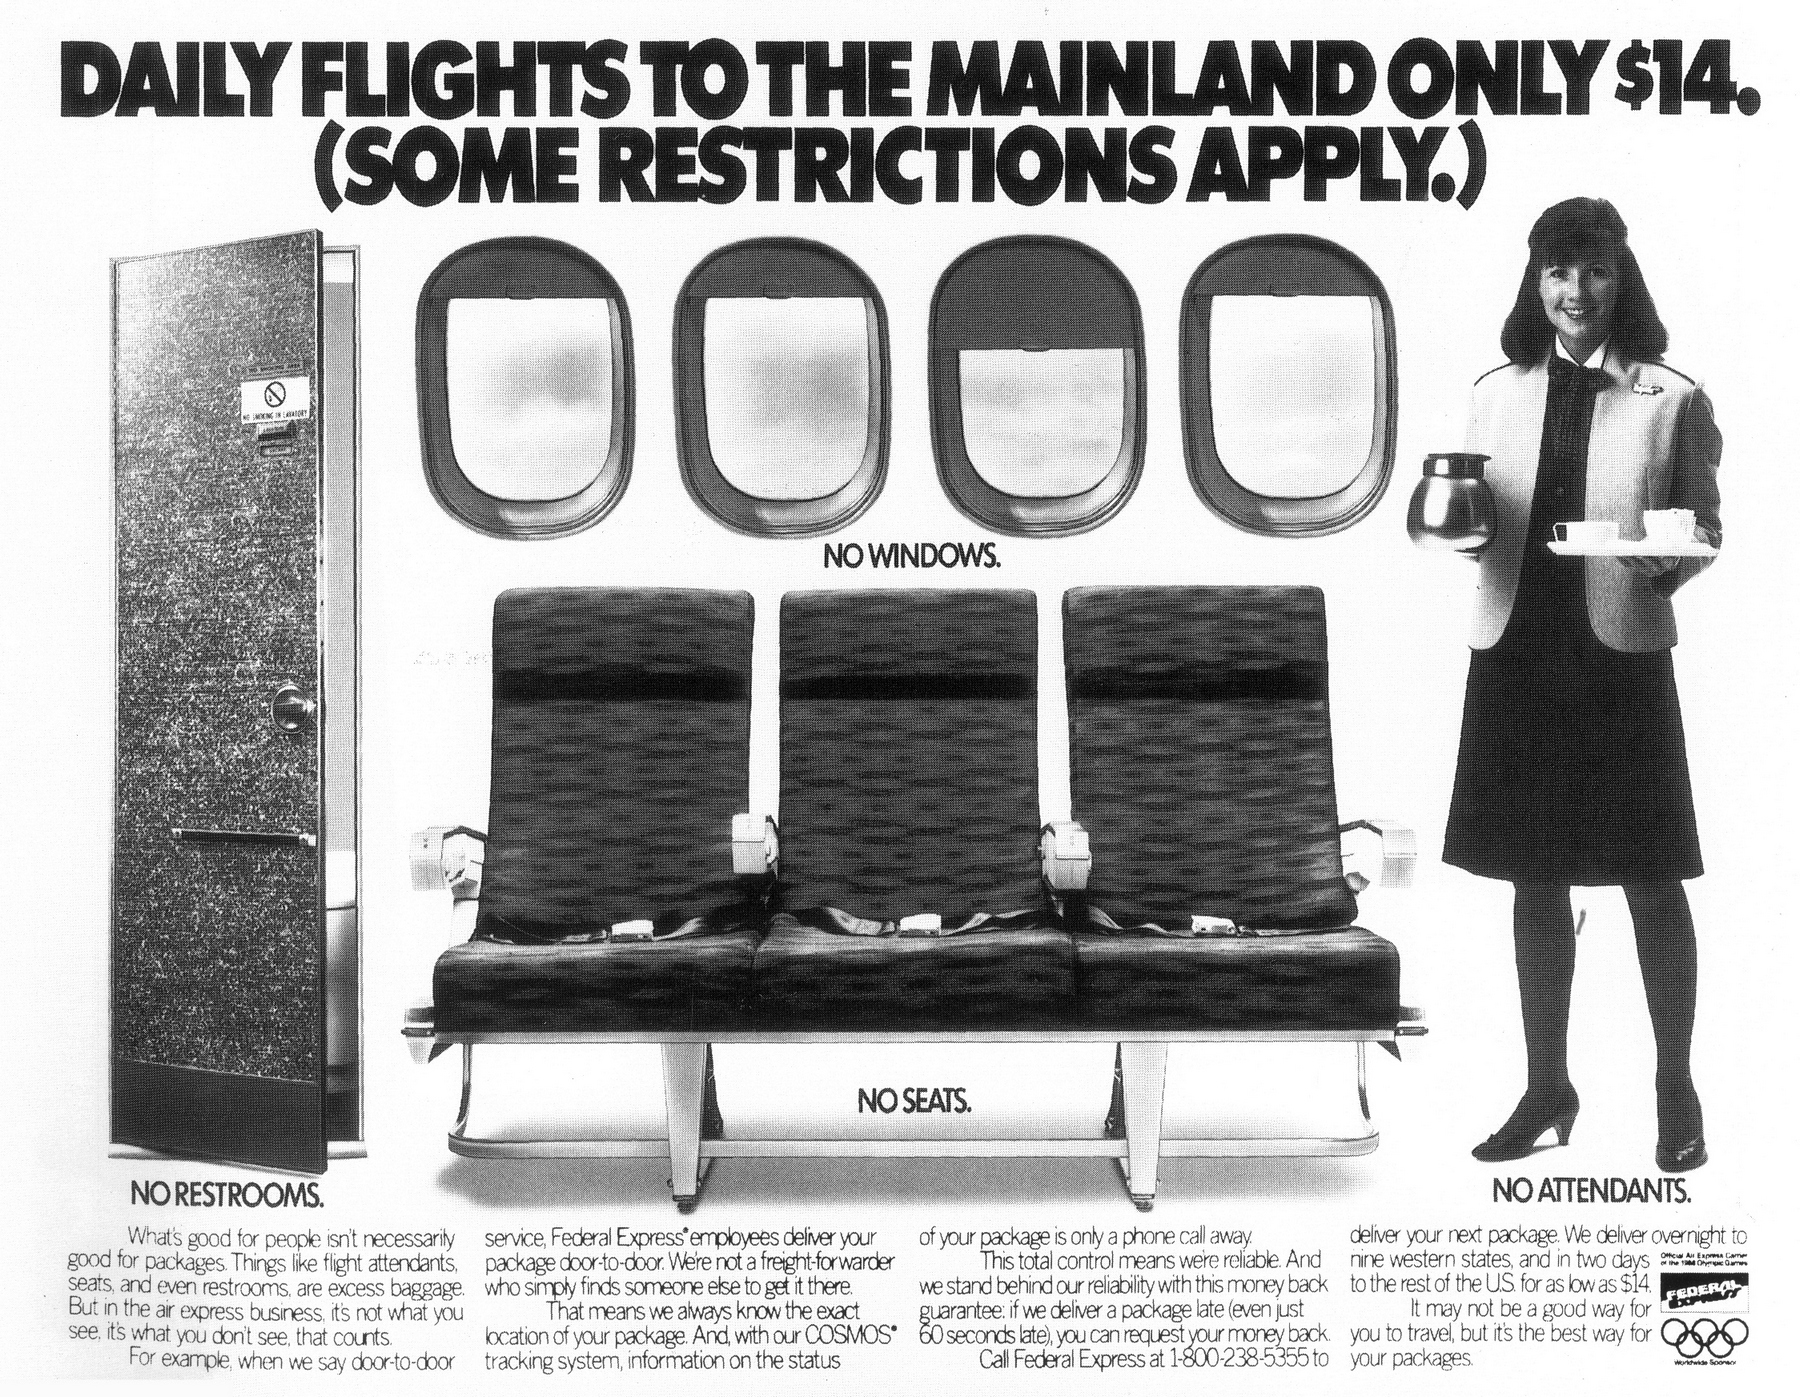 DAILY FLIGHTS TO THE MAINLAND ONLY $14.
(SOME RESTRICTIONS APPLY.)
NO SMOKING IN LAVATORY
NO WINDOWS.
NO SEATS.
NO RESTROOMS.
NO ATTENDANTS.
What's good for people isn't necessarily
good for packages. Things like flight attendants,
seats, and even restrooms, are excess baggage.
But in the air express business, it's not what you
see, it's what you don't see, that counts.
For example, when we say door-to-door
service, Federal Express® employees deliver your
package door-to-door. We're not a freight-forwarder
who simply finds someone else to get it there.
That means we always know the exact
location of your package. And, with our COSMOS®
tracking system, information on the status
of your package is only a phone call away.
This total control means we're reliable. And
we stand behind our reliability with this money back
guarantee: if we deliver a package late (even just
60 seconds late), you can request your money back.
Call Federal Express at 1-800-238-5355 to
deliver your next package. We deliver overnight to
nine western states, and in two days
to the rest of the U.S. for as low as $14.
It may not be a good way for
you to travel, but it's the best way for
your packages.
Official Air Express Carrier
of the 1988 Olympic Games
FEDERAL
EXPRESS
Worldwide Sponsor